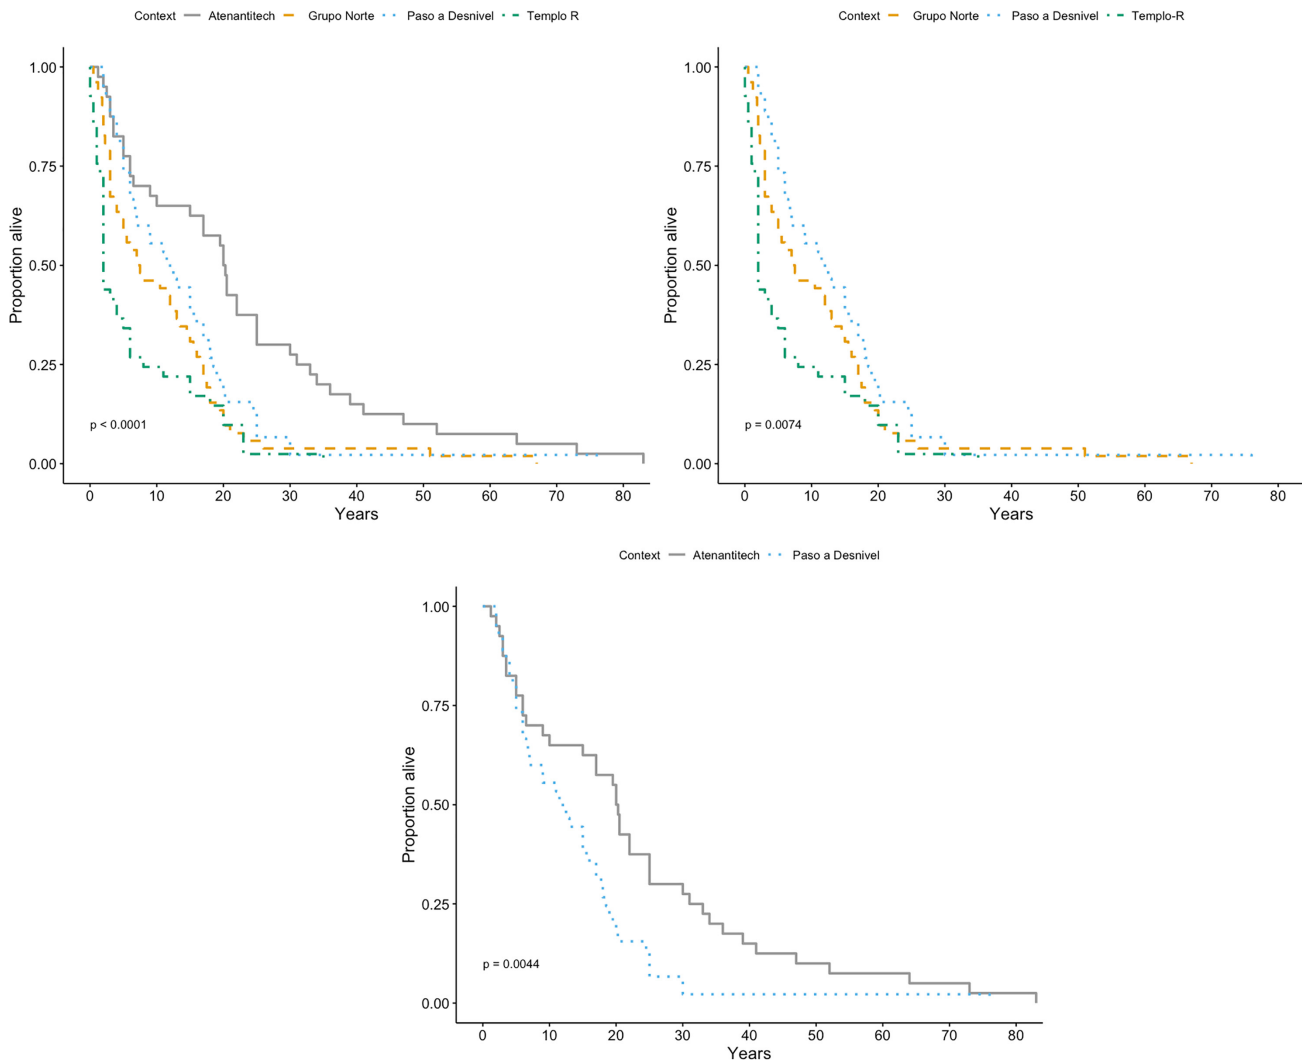 Context Atenantitech Grupo Norte Paso a Desnivel Templo R
1.00
0.75
0.50
0.25
0.00
Proportion alive
p < 0.0001
0 10 20 30 40 50 60 70 80
Years
Context Grupo Norte Paso a Desnivel Templo-R
1.00
0.75
0.50
0.25
0.00
Proportion alive
p = 0.0074
0 10 20 30 40 50 60 70 80
Years
Context Atenantitech Paso a Desnivel
1.00
0.75
0.50
0.25
0.00
Proportion alive
p = 0.0044
0 10 20 30 40 50 60 70 80
Years